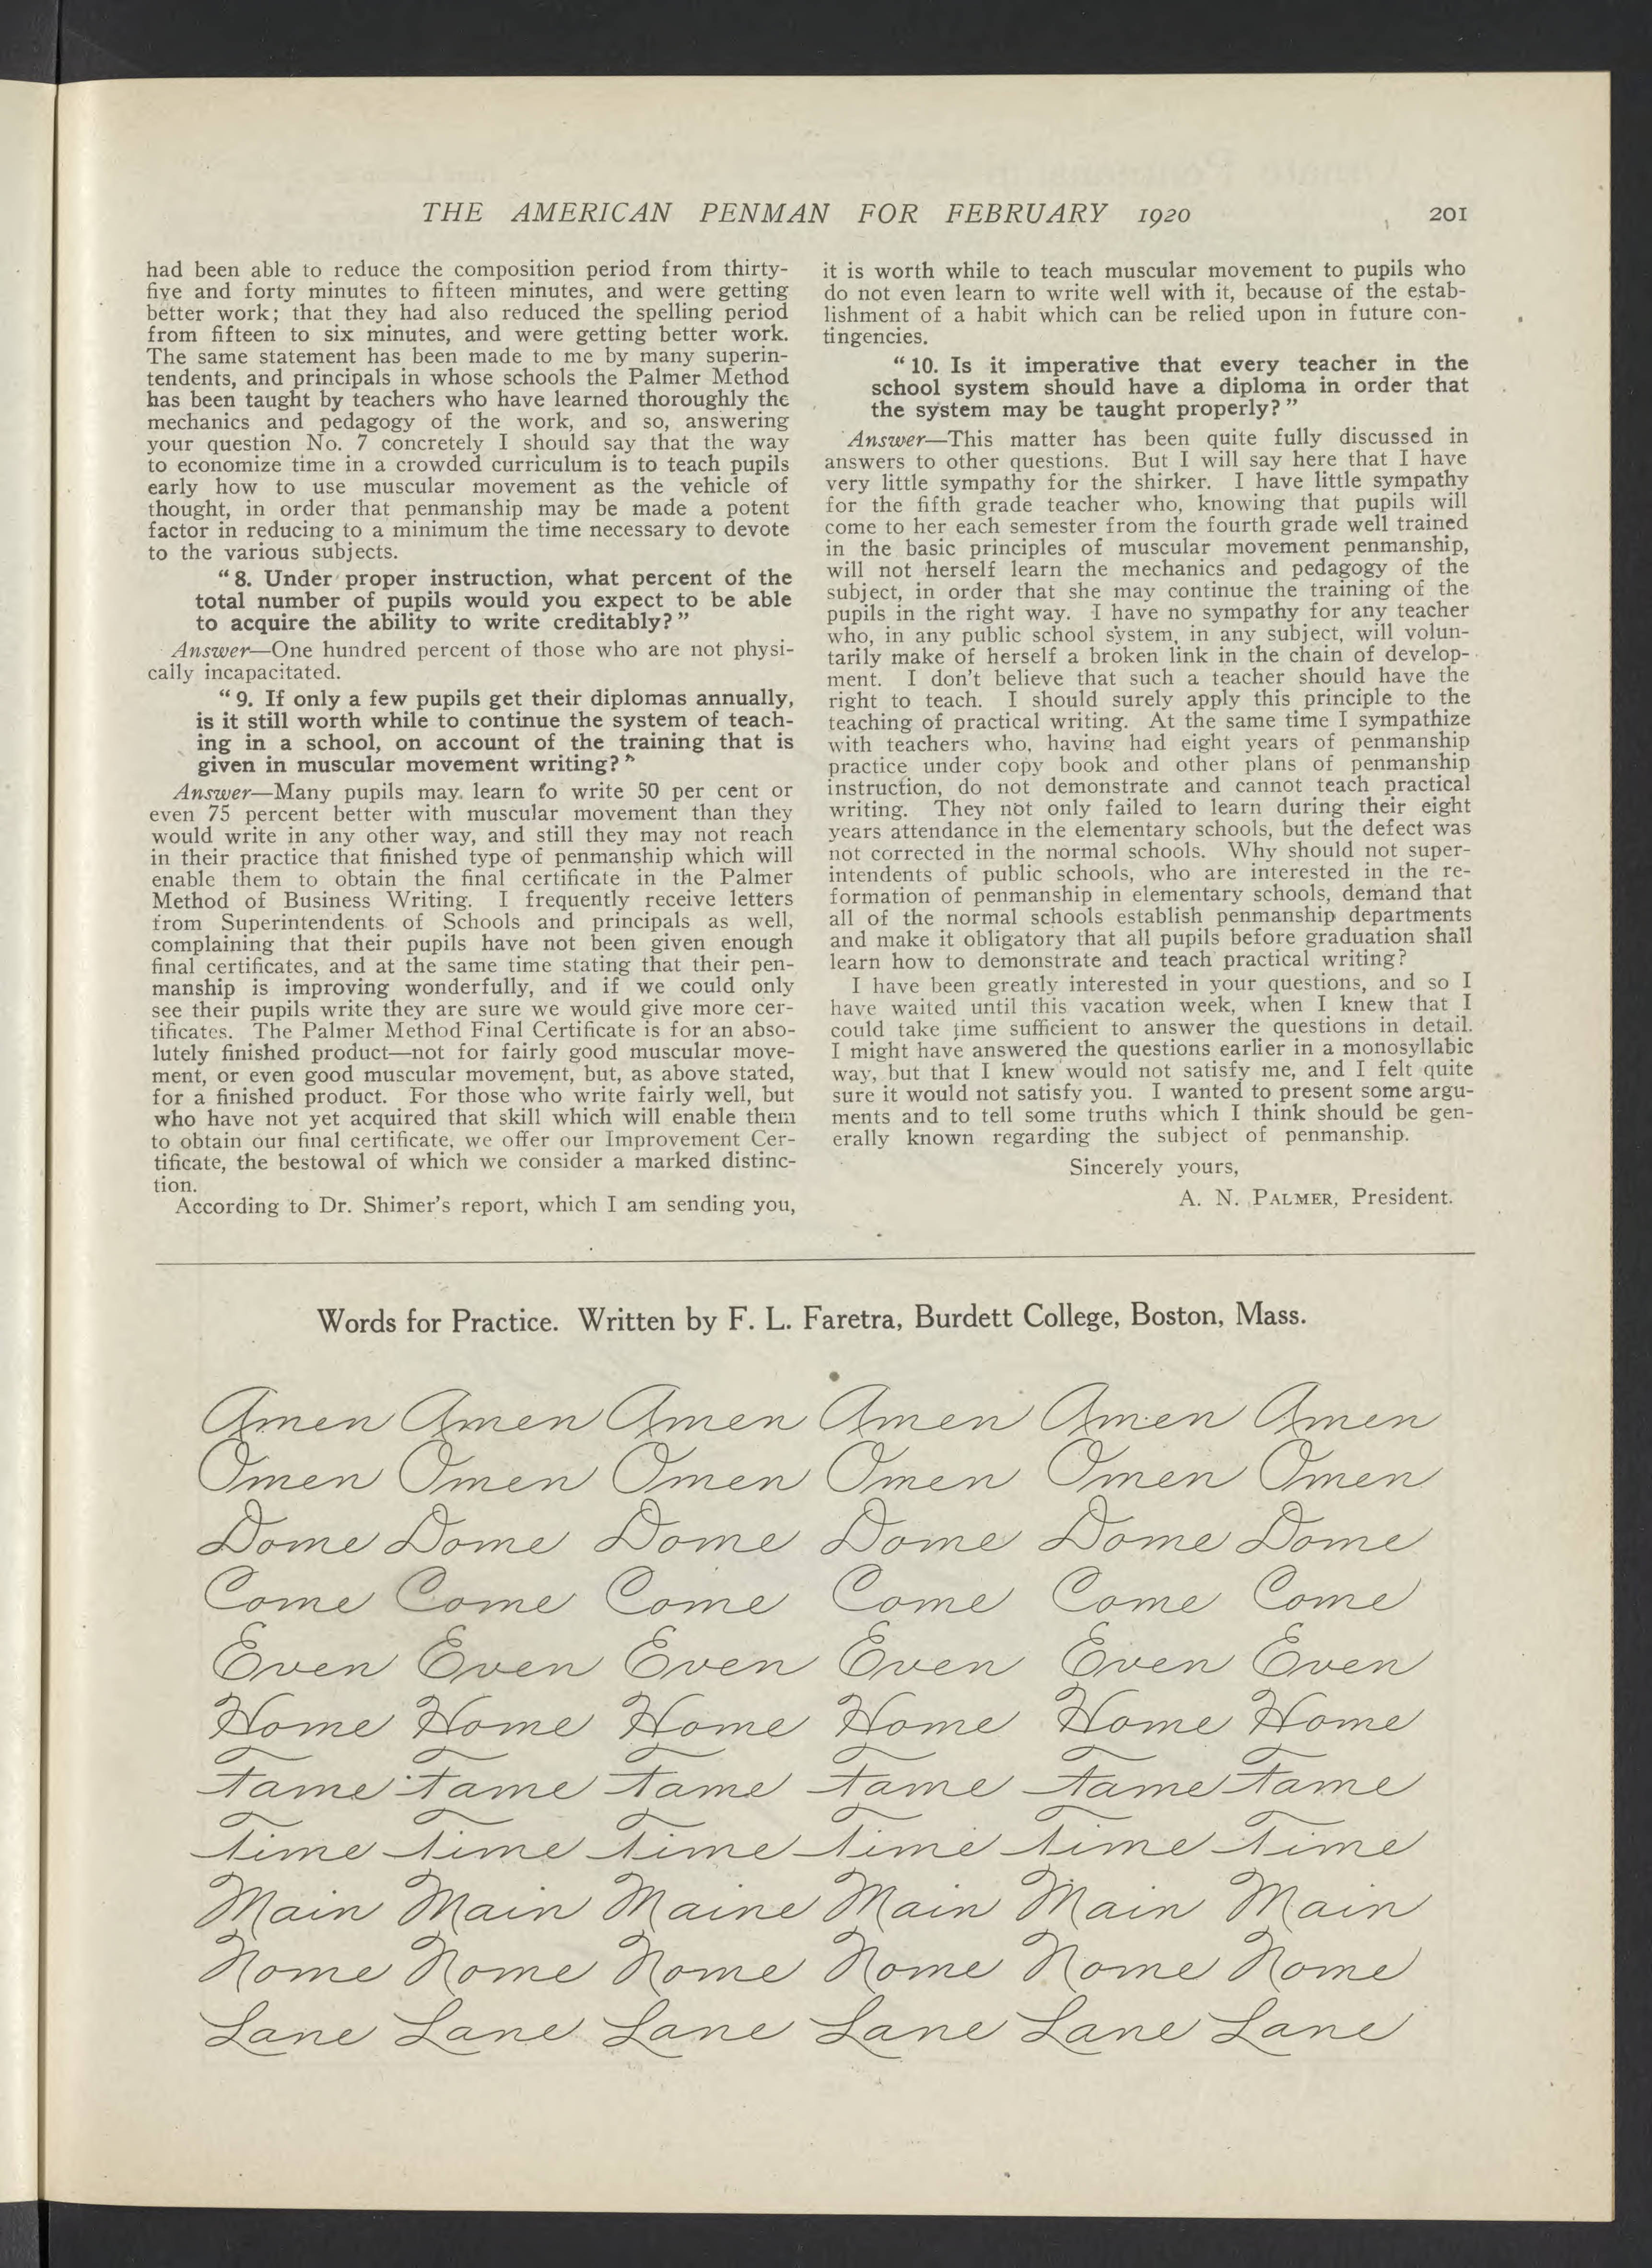 THE AMERICAN PENMAN FOR FEBRUARY 1920 201
had been able to reduce the composition period from thirty-
five and forty minutes to fifteen minutes, and were getting
better work; that they had also reduced the spelling period
from fifteen to six minutes, and were getting better work.
The same statement has been made to me by many superin-
tendents, and principals in whose schools the Palmer Method
has been taught by teachers who have learned thoroughly the
mechanics and pedagogy of the work, and so, answering
your question No. 7 concretely I should say that the way
to economize time in a crowded curriculum is to teach pupils
early how to use muscular movement as the vehicle of
thought, in order that penmanship may be made a potent
factor in reducing to a minimum the time necessary to devote
to the various subjects.
"8. Under proper instruction, what percent of the
total number of pupils would you expect to be able
to acquire the ability to write creditably?"
Answer—One hundred percent of those who are not physi-
cally incapacitated.
"9. If only a few pupils get their diplomas annually,
is it still worth while to continue the system of teach-
ing in a school, on account of the training that is
given in muscular movement writing?"
Answer—Many pupils may learn to write 50 per cent or
even 75 percent better with muscular movement than they
would write in any other way, and still they may not reach
in their practice that finished type of penmanship which will
enable them to obtain the final certificate in the Palmer
Method of Business Writing. I frequently receive letters
from Superintendents of Schools and principals as well,
complaining that their pupils have not been given enough
final certificates, and at the same time stating that their pen-
manship is improving wonderfully, and if we could only
see their pupils write they are sure we would give more cer-
tificates. The Palmer Method Final Certificate is for an abso-
lutely finished product—not for fairly good muscular move-
ment, or even good muscular movement, but, as above stated,
for a finished product. For those who write fairly well, but
who have not yet acquired that skill which will enable them
to obtain our final certificate, we offer our Improvement Cer-
tificate, the bestowal of which we consider a marked distinc-
tion.
According to Dr. Shimer's report, which I am sending you,
it is worth while to teach muscular movement to pupils who
do not even learn to write well with it, because of the estab-
lishment of a habit which can be relied upon in future con-
tingencies.
"10. Is it imperative that every teacher in the
school system should have a diploma in order that
the system may be taught properly?"
Answer—This matter has been quite fully discussed in
answers to other questions. But I will say here that I have
very little sympathy for the shirker. I have little sympathy
for the fifth grade teacher who, knowing that pupils will
come to her each semester from the fourth grade well trained
in the basic principles of muscular movement penmanship,
will not herself learn the mechanics and pedagogy of the
subject, in order that she may continue the training of the
pupils in the right way. I have no sympathy for any teacher
who, in any public school system, in any subject, will volun-
tarily make of herself a broken link in the chain of develop-
ment. I don't believe that such a teacher should have the
right to teach. I should surely apply this principle to the
teaching of practical writing. At the same time I sympathize
with teachers who, having had eight years of penmanship
practice under copy book and other plans of penmanship
instruction, do not demonstrate and cannot teach practical
writing. They not only failed to learn during their eight
years attendance in the elementary schools, but the defect was
not corrected in the normal schools. Why should not super-
intendents of public schools, who are interested in the re-
formation of penmanship in elementary schools, demand that
all of the normal schools establish penmanship departments
and make it obligatory that all pupils before graduation shall
learn how to demonstrate and teach practical writing?
I have been greatly interested in your questions, and so I
have waited until this vacation week, when I knew that I
could take time sufficient to answer the questions in detail.
I might have answered the questions earlier in a monosyllabic
way, but that I knew would not satisfy me, and I felt quite
sure it would not satisfy you. I wanted to present some argu-
ments and to tell some truths which I think should be gen-
erally known regarding the subject of penmanship.
Sincerely yours,
A. N. PALMER, President.
Words for Practice. Written by F. L. Faretra, Burdett College, Boston, Mass.
Amen Amen Amen Amen Amen Amen
Omen Omen Omen Omen Omen Omen
Dome Dome Dome Dome Dome Dome
Come Come Come Come Come Come
Even Even Even Even Even Even
Home Home Home Home Home Home
Fame Fame Fame Fame Fame Fame
Time Time Time Time Time Time
Main Main Maine Main Main Main
Nome Nome Nome Nome Nome Nome
Lane Lane Lane Lane Lane Lane